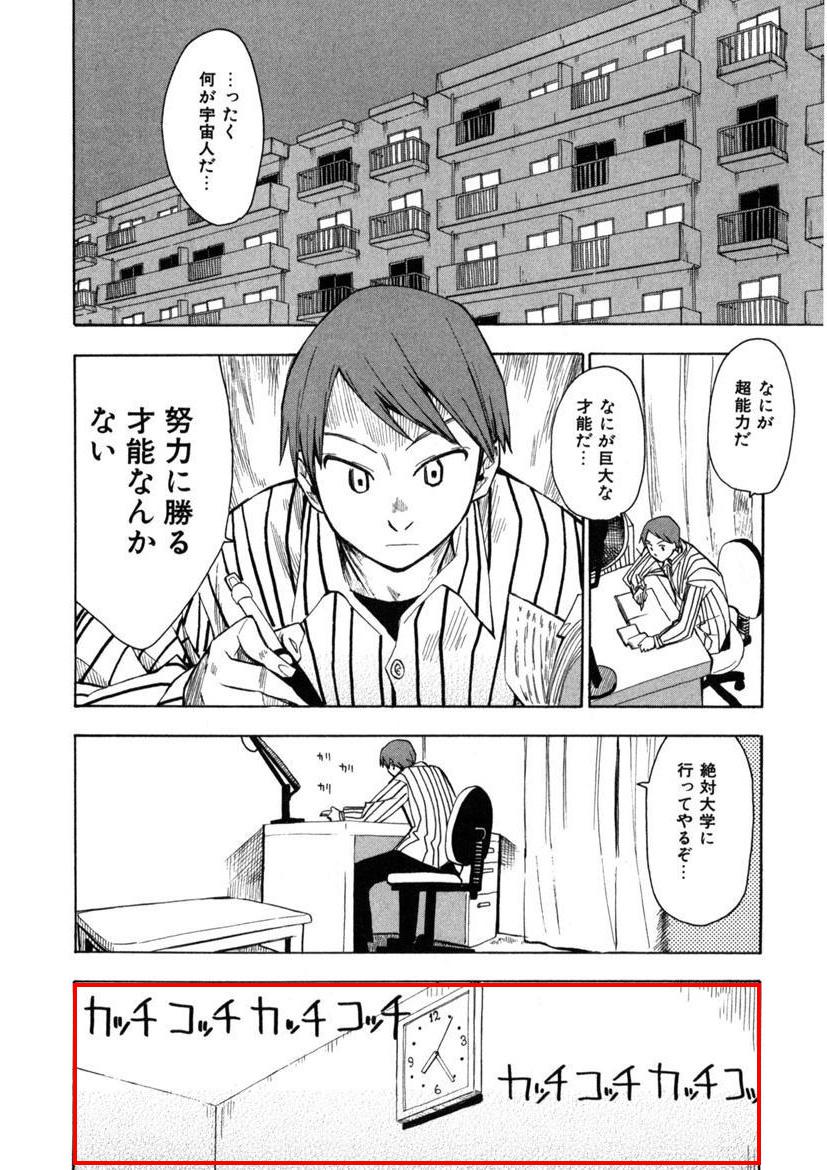 …ったく
何が宇宙人だ…
なにが
超能力だ
なにが巨大な
才能だ…
努力に勝る
才能なんか
ない
絶対大学に
行ってやるぞ…
カリ
カリ
カリ
カリ
カッチ コッチ カッチ コッチ
12
3
6
9
カッチ コッチ カッチ コッ